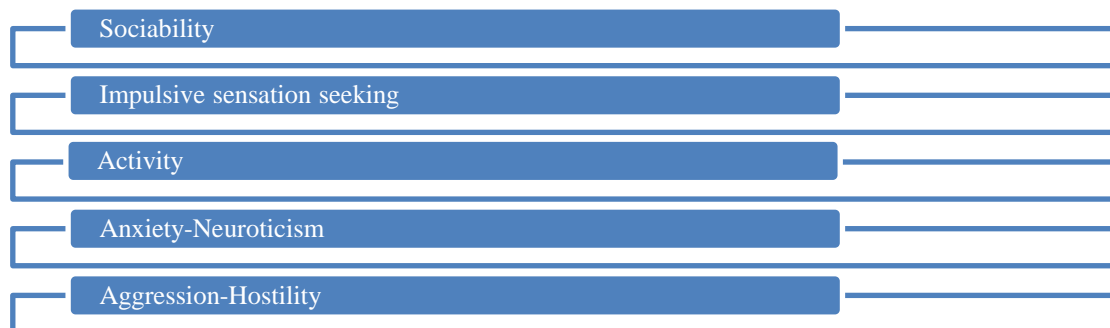 Sociability
Impulsive sensation seeking
Activity
Anxiety-Neuroticism
Aggression-Hostility